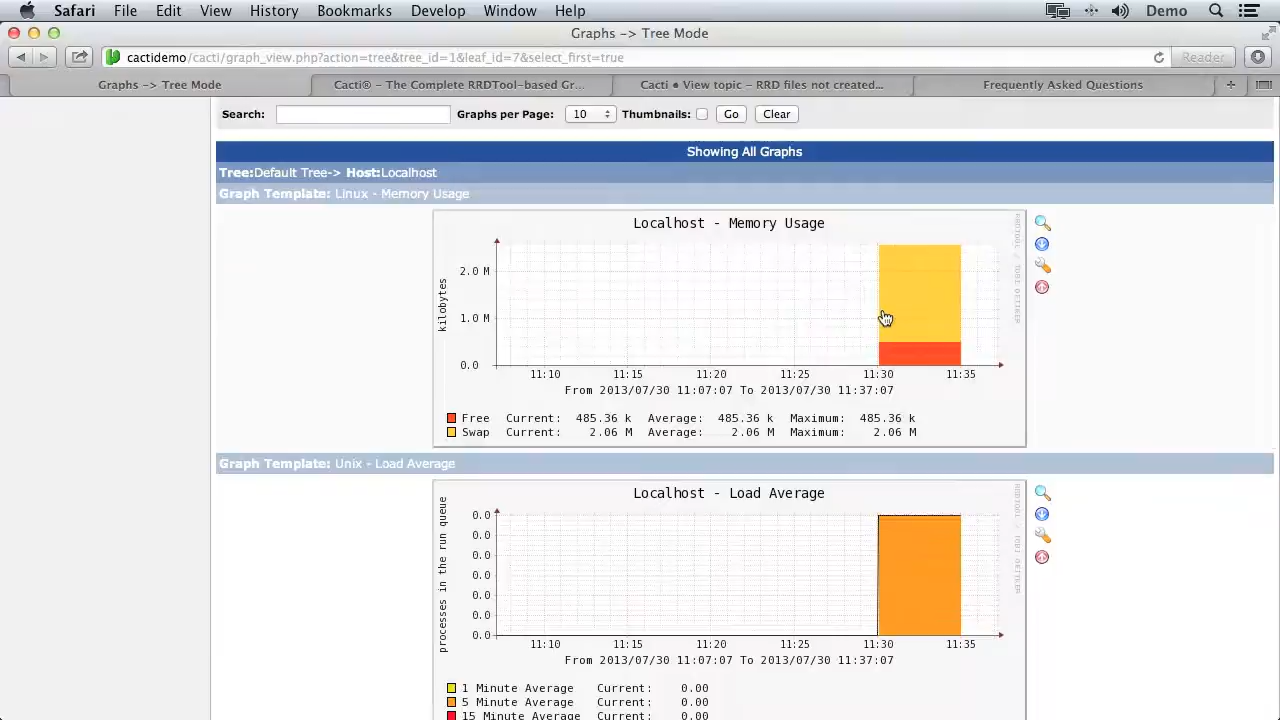 Safari File Edit View History Bookmarks Develop Window Help Demo
Graphs -> Tree Mode
cactidemo/cacti/graph_view.php?action=tree&tree_id=1&leaf_id=7&select_first=true Reader
Graphs -> Tree Mode Cacti® - The Complete RRDTool-based Gr... Cacti • View topic - RRD files not created... Frequently Asked Questions +
Search: Graphs per Page: 10 Thumbnails: Go Clear
Showing All Graphs
Tree:Default Tree-> Host:Localhost
Graph Template: Linux - Memory Usage
Localhost - Memory Usage
RRDTOOL / TOBI OETIKER
kilobytes
2.0 M
1.0 M
0.0
11:10 11:15 11:20 11:25 11:30 11:35
From 2013/07/30 11:07:07 To 2013/07/30 11:37:07
Free Current: 485.36 k Average: 485.36 k Maximum: 485.36 k
Swap Current: 2.06 M Average: 2.06 M Maximum: 2.06 M
Graph Template: Unix - Load Average
Localhost - Load Average
RRDTOOL / TOBI OETIKER
processes in the run queue
0.0
0.0
0.0
0.0
0.0
0.0
0.0
11:10 11:15 11:20 11:25 11:30 11:35
From 2013/07/30 11:07:07 To 2013/07/30 11:37:07
1 Minute Average Current: 0.00
5 Minute Average Current: 0.00
15 Minute Average Current: 0.00